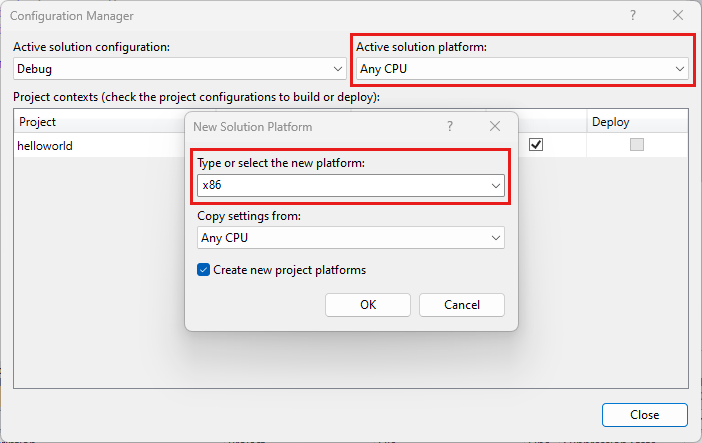 Configuration Manager
Active solution configuration:
Active solution platform:
Debug
Any CPU
Project contexts (check the project configurations to build or deploy):
Project
Deploy
helloworld
New Solution Platform
Type or select the new platform:
x86
Copy settings from:
Any CPU
Create new project platforms
OK
Cancel
Close